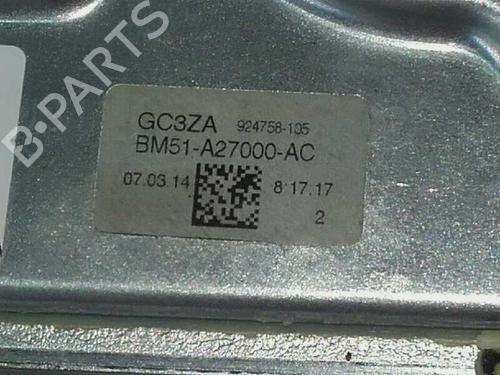 B-PARTS
GC3ZA 924758-105
BM51-A27000-AC
07.03.14 8:17:17
2